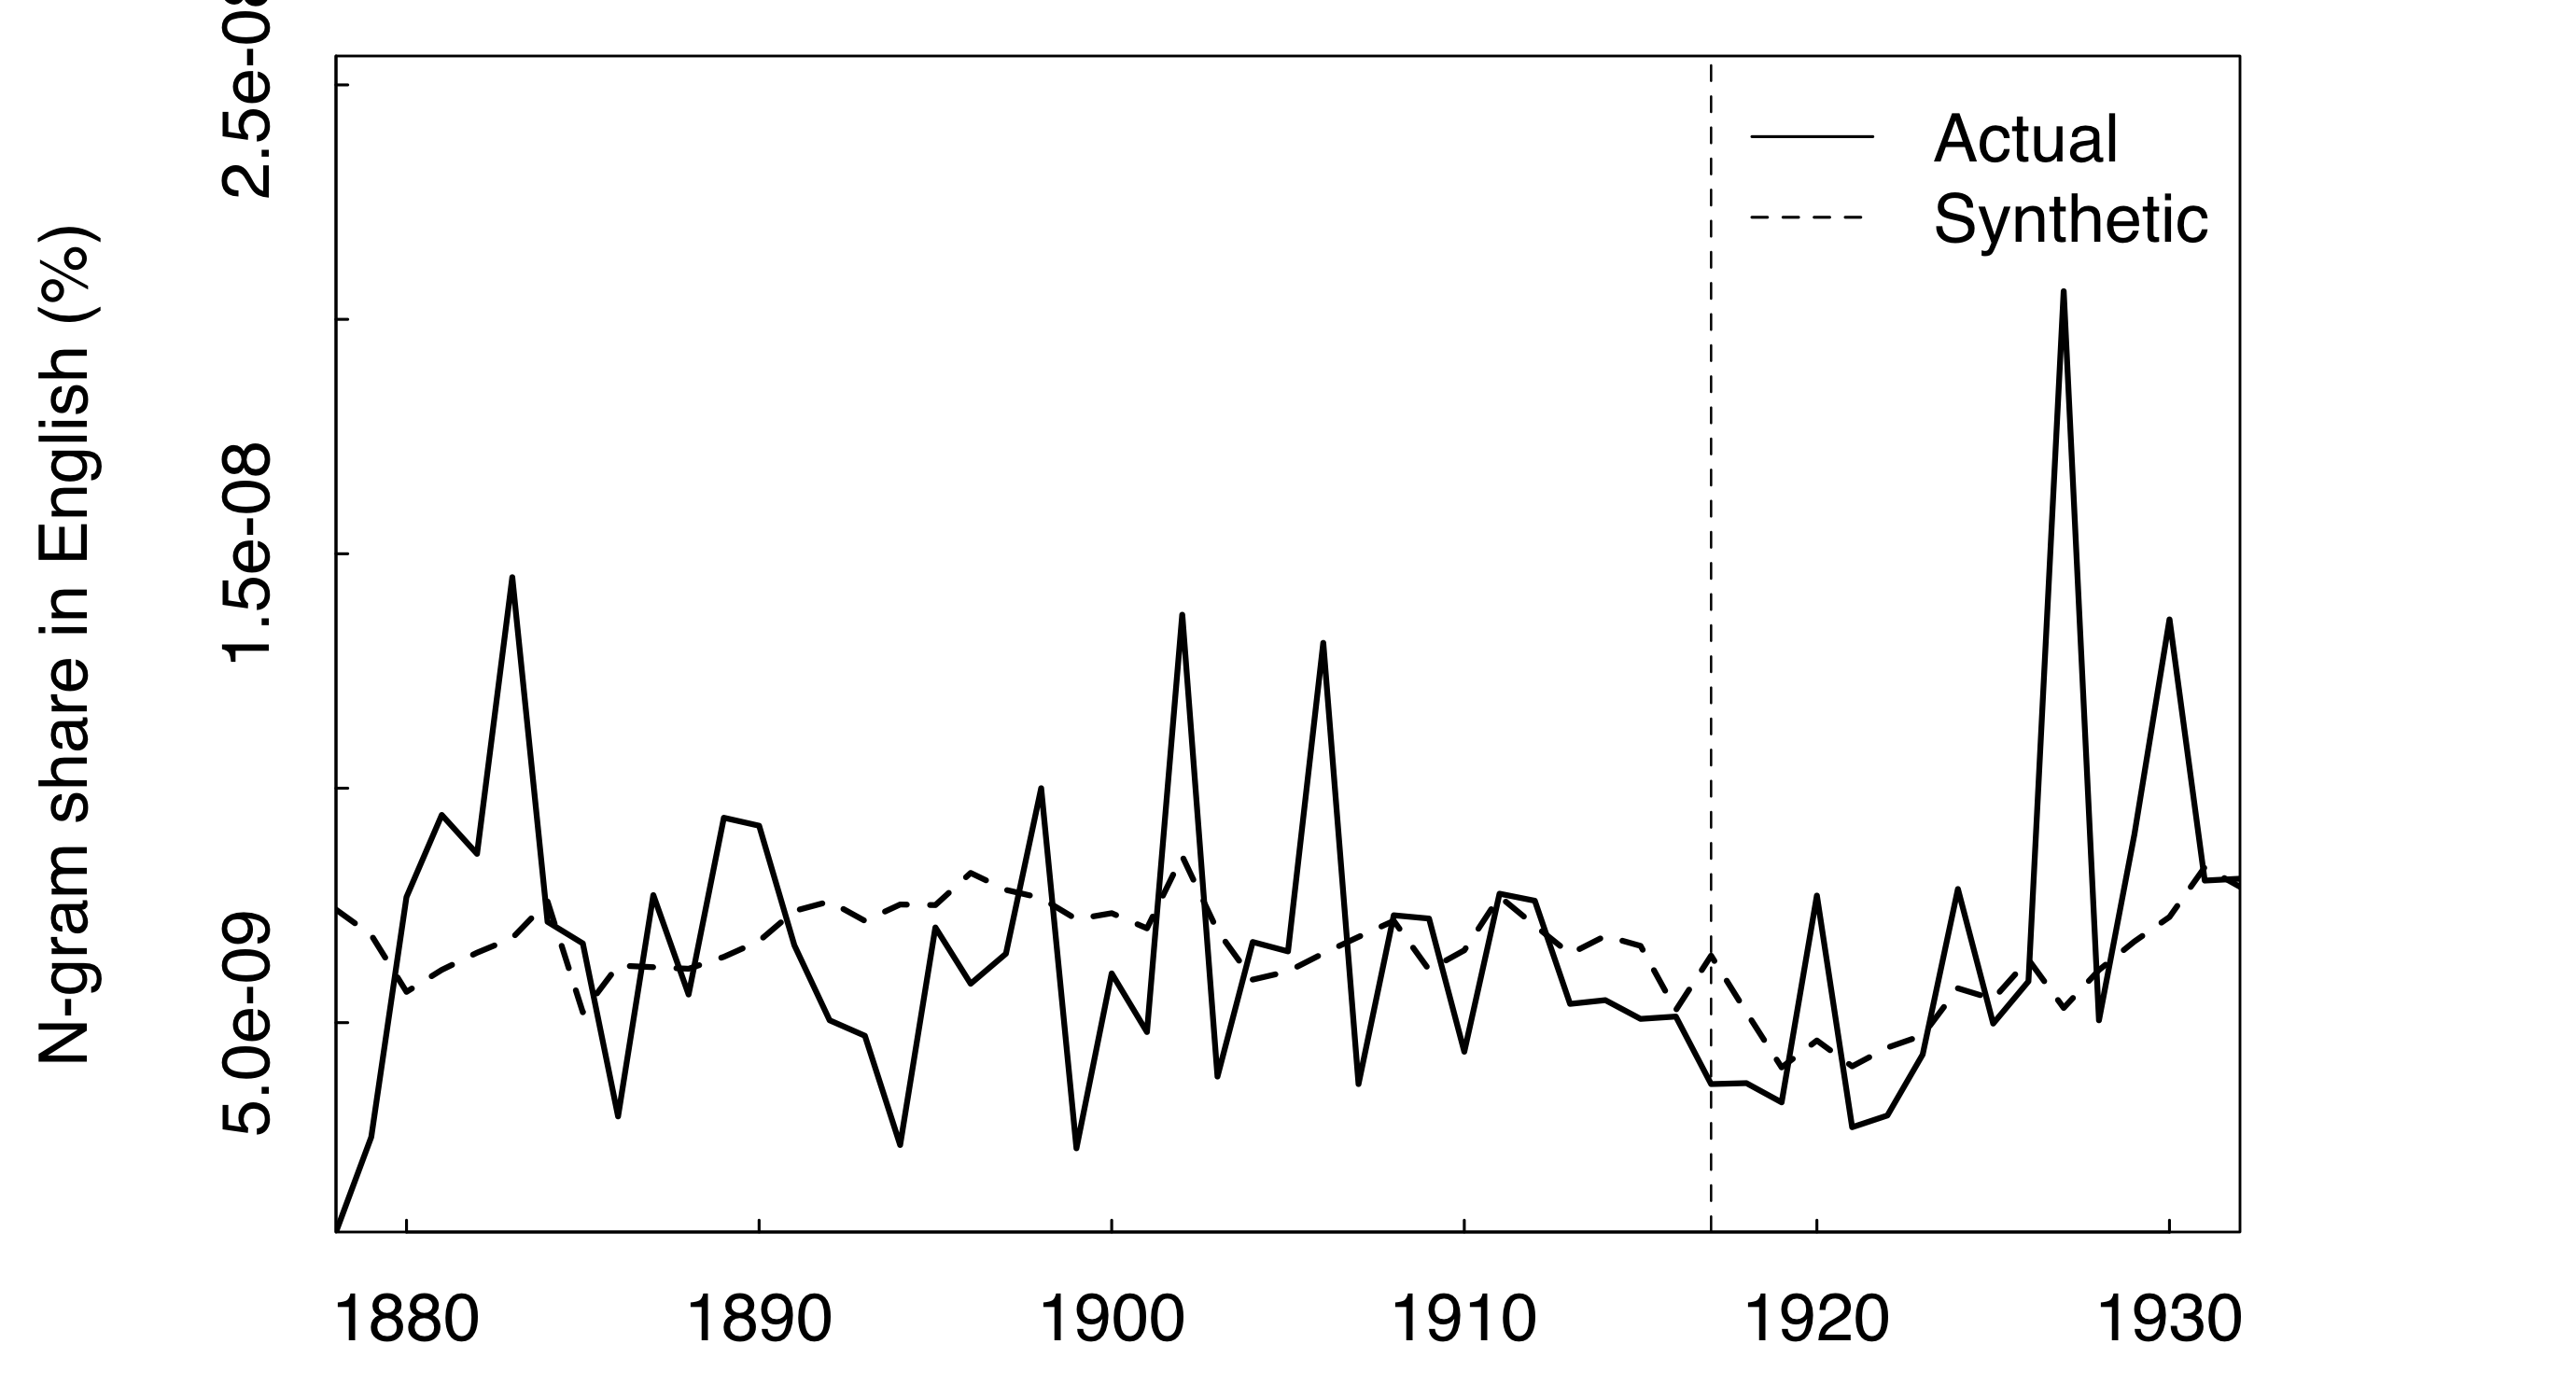 N-gram share in English (%)
2.5e-08
1.5e-08
5.0e-09
Actual
Synthetic
1880 1890 1900 1910 1920 1930